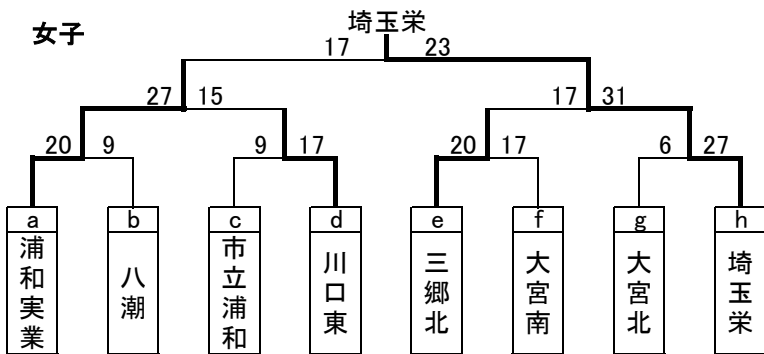 埼玉栄
女子
17 23
27 15 17 31
20 9 9 17 20 17 6 27
a b c d e f g h
浦和実業
八潮
市立浦和
川口東
三郷北
大宮南
大宮北
埼玉栄